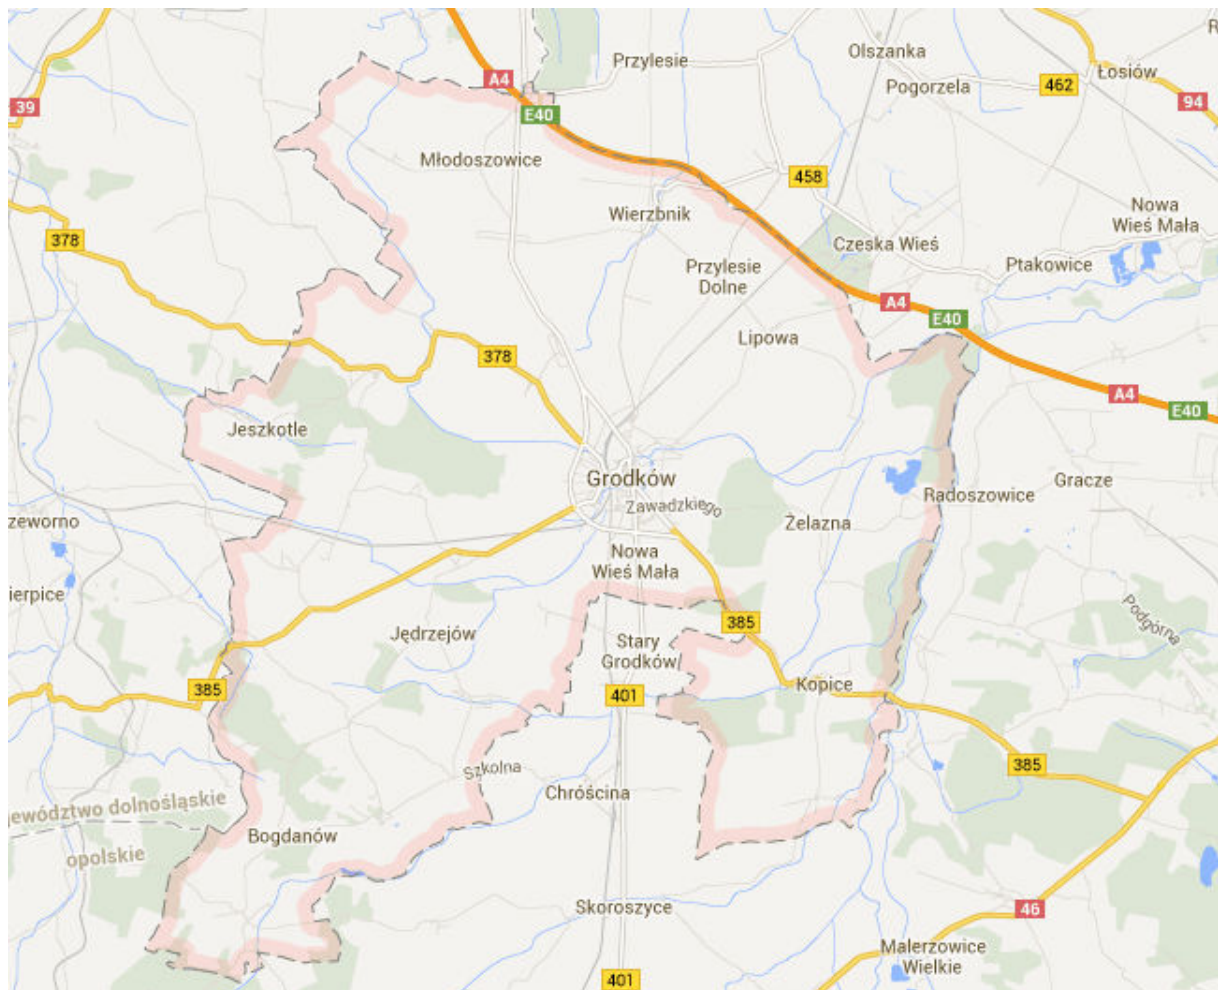 Przylesie
Olszanka
R
Łosiów
A4
462
Pogorzela
94
39
E40
Młodoszowice
458
Wierzbnik
Nowa
Wieś Mała
378
Czeska Wieś
Przylesie
Dolne
Ptakowice
A4
E40
Lipowa
378
A4
E40
Jeszkotle
Grodków
Gracze
Radoszowice
Zawadzkiego
zeworno
Żelazna
Nowa
Wieś Mała
ierpice
385
Podgórna
Jędrzejów
Stary
Grodków
385
401
Kopice
Szkolna
385
Chróścina
ewództwo dolnośląskie
Bogdanów
opolskie
Skoroszyce
46
Malerzowice
Wielkie
401